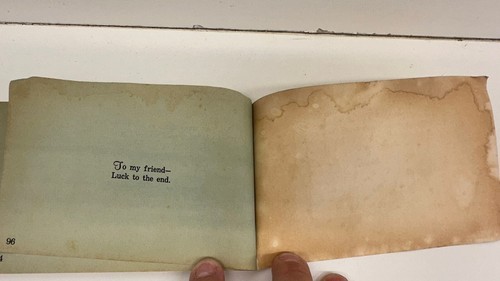 To my friend—
Luck to the end.
96